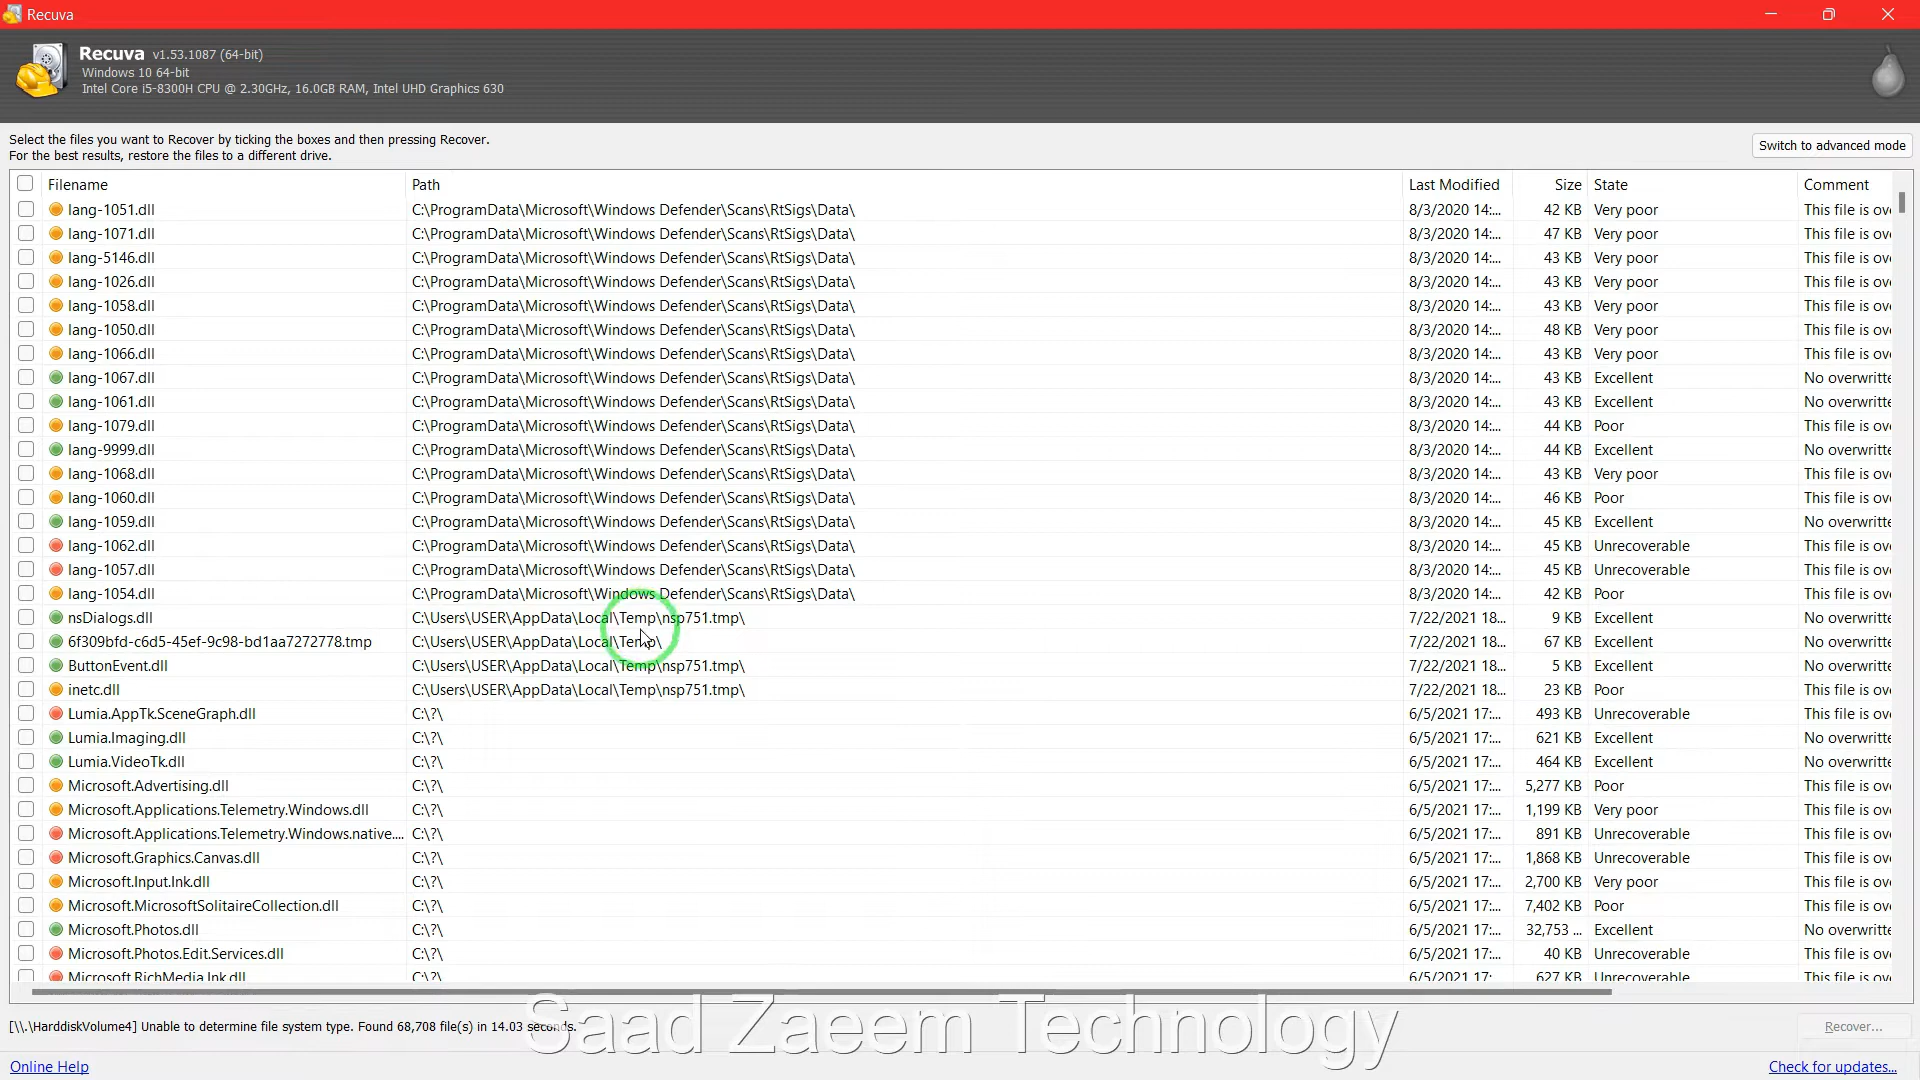 Recuva
Recuva v1.53.1087 (64-bit)
Windows 10 64-bit
Intel Core i5-8300H CPU @ 2.30GHz, 16.0GB RAM, Intel UHD Graphics 630
Select the files you want to Recover by ticking the boxes and then pressing Recover.
For the best results, restore the files to a different drive.
Switch to advanced mode
Filename Path Last Modified Size State Comment
lang-1051.dll C:\ProgramData\Microsoft\Windows Defender\Scans\RtSigs\Data\ 8/3/2020 14:... 42 KB Very poor This file is ov
lang-1071.dll C:\ProgramData\Microsoft\Windows Defender\Scans\RtSigs\Data\ 8/3/2020 14:... 47 KB Very poor This file is ov
lang-5146.dll C:\ProgramData\Microsoft\Windows Defender\Scans\RtSigs\Data\ 8/3/2020 14:... 43 KB Very poor This file is ov
lang-1026.dll C:\ProgramData\Microsoft\Windows Defender\Scans\RtSigs\Data\ 8/3/2020 14:... 43 KB Very poor This file is ov
lang-1058.dll C:\ProgramData\Microsoft\Windows Defender\Scans\RtSigs\Data\ 8/3/2020 14:... 43 KB Very poor This file is ov
lang-1050.dll C:\ProgramData\Microsoft\Windows Defender\Scans\RtSigs\Data\ 8/3/2020 14:... 48 KB Very poor This file is ov
lang-1066.dll C:\ProgramData\Microsoft\Windows Defender\Scans\RtSigs\Data\ 8/3/2020 14:... 43 KB Very poor This file is ov
lang-1067.dll C:\ProgramData\Microsoft\Windows Defender\Scans\RtSigs\Data\ 8/3/2020 14:... 43 KB Excellent No overwritte
lang-1061.dll C:\ProgramData\Microsoft\Windows Defender\Scans\RtSigs\Data\ 8/3/2020 14:... 43 KB Excellent No overwritte
lang-1079.dll C:\ProgramData\Microsoft\Windows Defender\Scans\RtSigs\Data\ 8/3/2020 14:... 44 KB Poor This file is ov
lang-9999.dll C:\ProgramData\Microsoft\Windows Defender\Scans\RtSigs\Data\ 8/3/2020 14:... 44 KB Excellent No overwritte
lang-1068.dll C:\ProgramData\Microsoft\Windows Defender\Scans\RtSigs\Data\ 8/3/2020 14:... 43 KB Very poor This file is ov
lang-1060.dll C:\ProgramData\Microsoft\Windows Defender\Scans\RtSigs\Data\ 8/3/2020 14:... 46 KB Poor This file is ov
lang-1059.dll C:\ProgramData\Microsoft\Windows Defender\Scans\RtSigs\Data\ 8/3/2020 14:... 45 KB Excellent No overwritte
lang-1062.dll C:\ProgramData\Microsoft\Windows Defender\Scans\RtSigs\Data\ 8/3/2020 14:... 45 KB Unrecoverable This file is ov
lang-1057.dll C:\ProgramData\Microsoft\Windows Defender\Scans\RtSigs\Data\ 8/3/2020 14:... 45 KB Unrecoverable This file is ov
lang-1054.dll C:\ProgramData\Microsoft\Windows Defender\Scans\RtSigs\Data\ 8/3/2020 14:... 42 KB Poor This file is ov
nsDialogs.dll C:\Users\USER\AppData\Local\Temp\nsp751.tmp\ 7/22/2021 18... 9 KB Excellent No overwritte
6f309bfd-c6d5-45ef-9c98-bd1aa7272778.tmp C:\Users\USER\AppData\Local\Temp\ 7/22/2021 18... 67 KB Excellent No overwritte
ButtonEvent.dll C:\Users\USER\AppData\Local\Temp\nsp751.tmp\ 7/22/2021 18... 5 KB Excellent No overwritte
inetc.dll C:\Users\USER\AppData\Local\Temp\nsp751.tmp\ 7/22/2021 18... 23 KB Poor This file is ov
Lumia.AppTk.SceneGraph.dll C:\?\ 6/5/2021 17:... 493 KB Unrecoverable This file is ov
Lumia.Imaging.dll C:\?\ 6/5/2021 17:... 621 KB Excellent No overwritte
Lumia.VideoTk.dll C:\?\ 6/5/2021 17:... 464 KB Excellent No overwritte
Microsoft.Advertising.dll C:\?\ 6/5/2021 17:... 5,277 KB Poor This file is ov
Microsoft.Applications.Telemetry.Windows.dll C:\?\ 6/5/2021 17:... 1,199 KB Very poor This file is ov
Microsoft.Applications.Telemetry.Windows.native.... C:\?\ 6/5/2021 17:... 891 KB Unrecoverable This file is ov
Microsoft.Graphics.Canvas.dll C:\?\ 6/5/2021 17:... 1,868 KB Unrecoverable This file is ov
Microsoft.Input.Ink.dll C:\?\ 6/5/2021 17:... 2,700 KB Very poor This file is ov
Microsoft.MicrosoftSolitaireCollection.dll C:\?\ 6/5/2021 17:... 7,402 KB Poor This file is ov
Microsoft.Photos.dll C:\?\ 6/5/2021 17:... 32,753 ... Excellent No overwritte
Microsoft.Photos.Edit.Services.dll C:\?\ 6/5/2021 17:... 40 KB Unrecoverable This file is ov
Microsoft.RichMedia.Ink.dll C:\?\ 6/5/2021 17: 627 KB Unrecoverable This file is ov
[\\.\HarddiskVolume4] Unable to determine file system type. Found 68,708 file(s) in 14.03 seconds.
Saad Zaeem Technology
Recover...
Online Help
Check for updates...